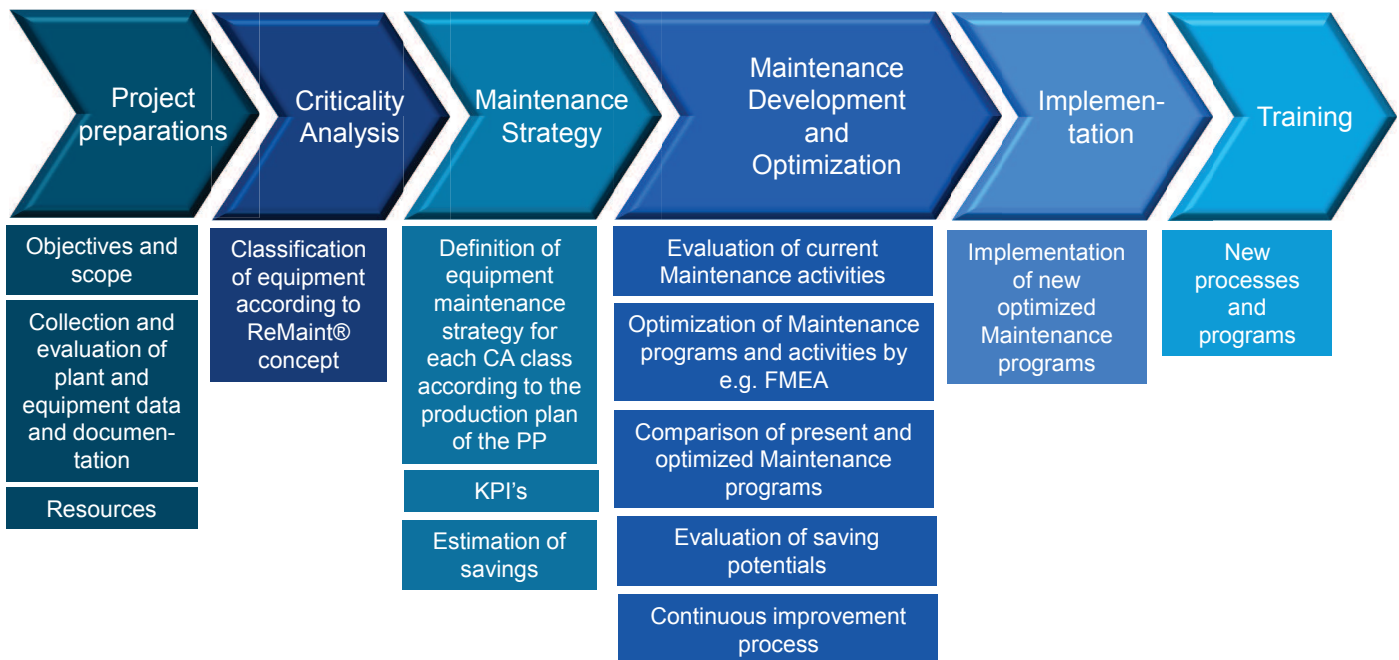 Project
preparations
Criticality
Analysis
Maintenance
Strategy
Maintenance
Development
and
Optimization
Implemen-
tation
Training
Objectives and
scope
Collection and
evaluation of
plant and
equipment data
and documen-
tation
Resources
Classification
of equipment
according to
ReMaint®
concept
Definition of
equipment
maintenance
strategy for
each CA class
according to the
production plan
of the PP
KPI's
Estimation of
savings
Evaluation of current
Maintenance activities
Optimization of Maintenance
programs and activities by
e.g. FMEA
Comparison of present and
optimized Maintenance
programs
Evaluation of saving
potentials
Continuous improvement
process
Implementation
of new
optimized
Maintenance
programs
New
processes
and
programs